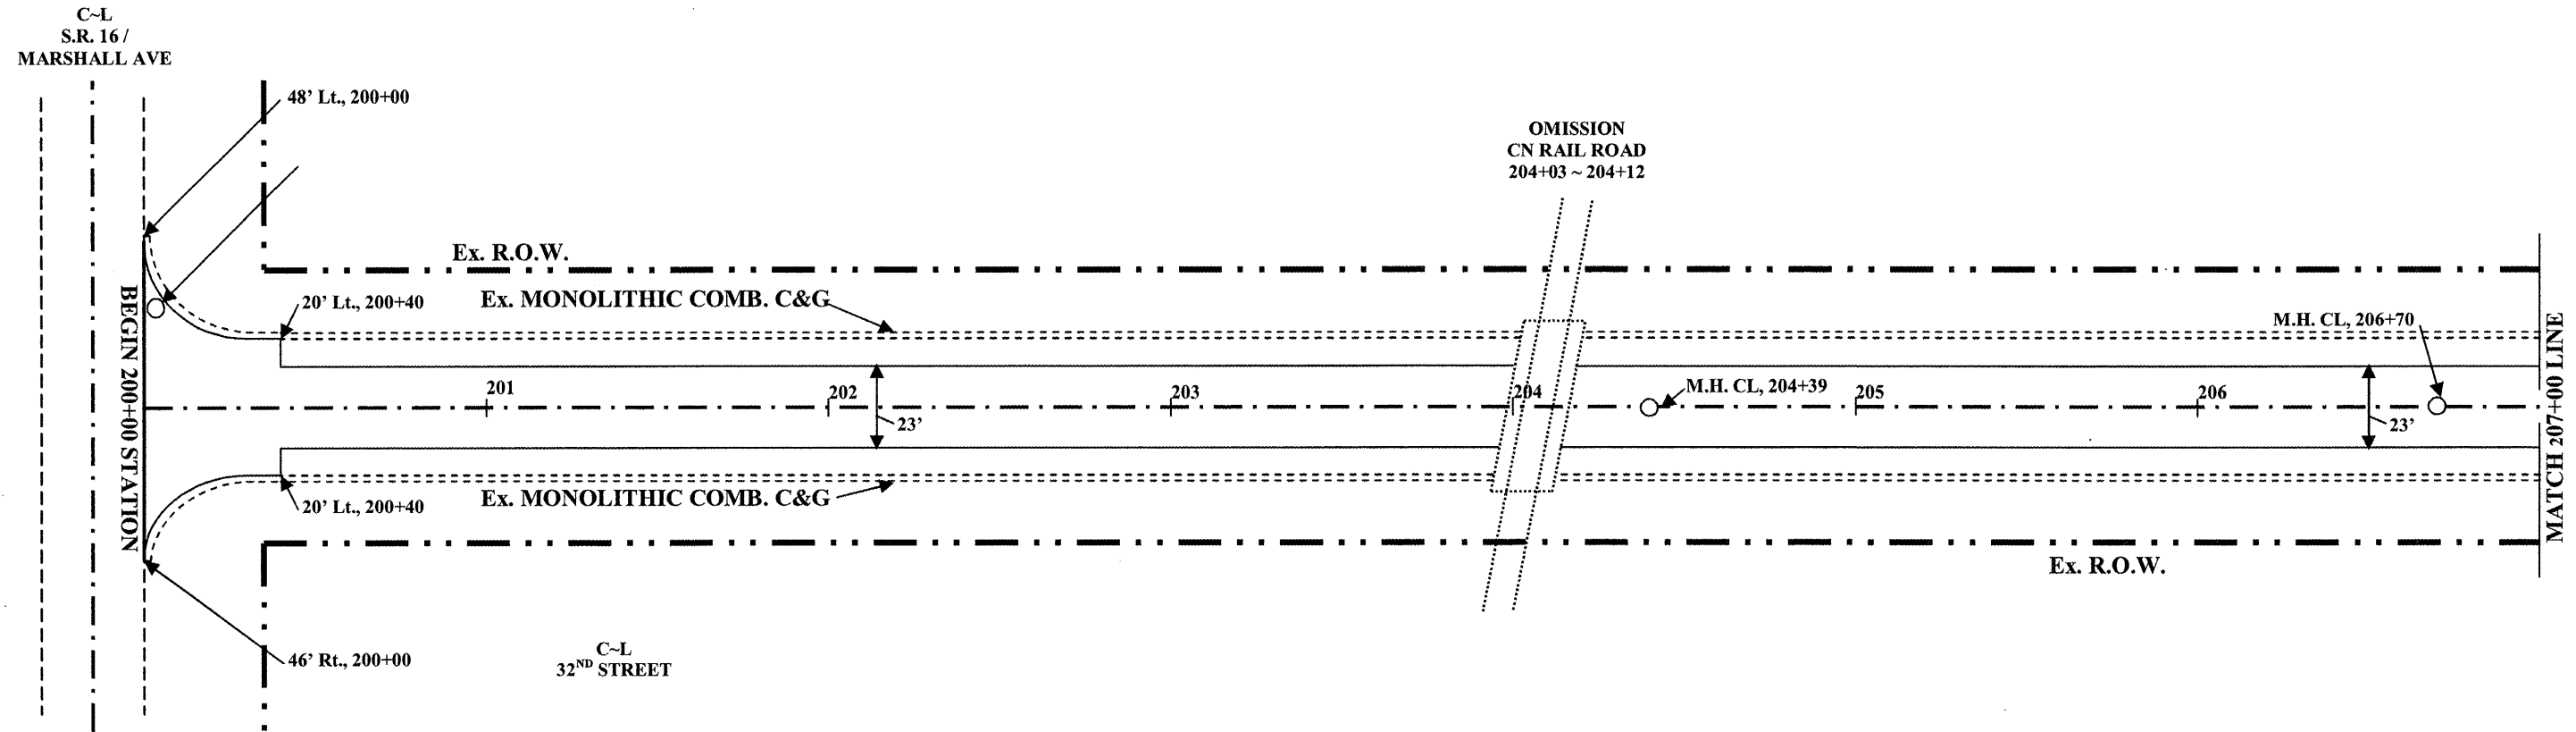 C~L
S.R. 16 /
MARSHALL AVE
48’ Lt., 200+00
OMISSION
CN RAIL ROAD
204+03 ~ 204+12
Ex. R.O.W.
20’ Lt., 200+40
Ex. MONOLITHIC COMB. C&G
M.H. CL, 206+70
BEGIN 200+00 STATION
201
202
203
204
M.H. CL, 204+39
205
206
23’
23’
MATCH 207+00 LINE
20’ Lt., 200+40
Ex. MONOLITHIC COMB. C&G
Ex. R.O.W.
46’ Rt., 200+00
C~L
32ND STREET